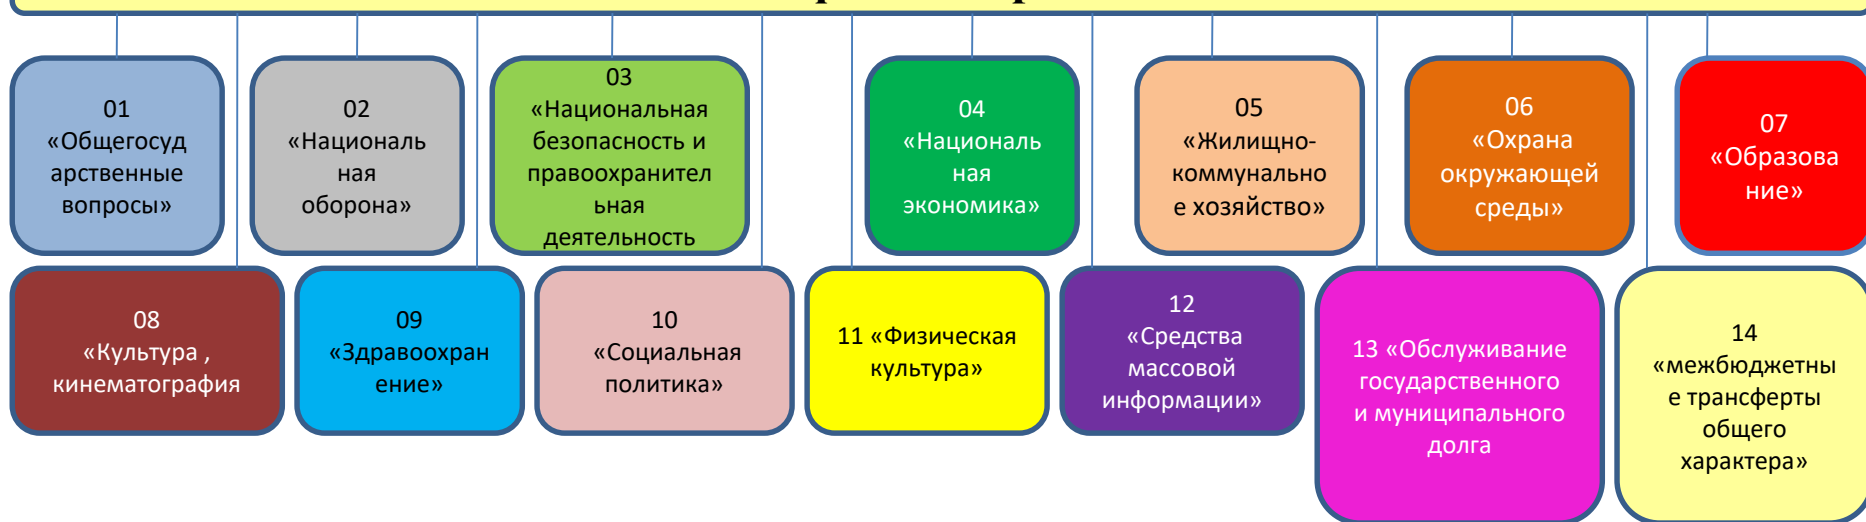 01
«Общегосуд
арственные
вопросы»
02
«Националь
ная
оборона»
03
«Национальная
безопасность и
правоохранител
ьная
деятельность
04
«Националь
ная
экономика»
05
«Жилищно-
коммунально
е хозяйство»
06
«Охрана
окружающей
среды»
07
«Образова
ние»
08
«Культура ,
кинематография
09
«Здравоохран
ение»
10
«Социальная
политика»
11 «Физическая
культура»
12
«Средства
массовой
информации»
13 «Обслуживание
государственного
и муниципального
долга
14
«межбюджетны
е трансферты
общего
характера»